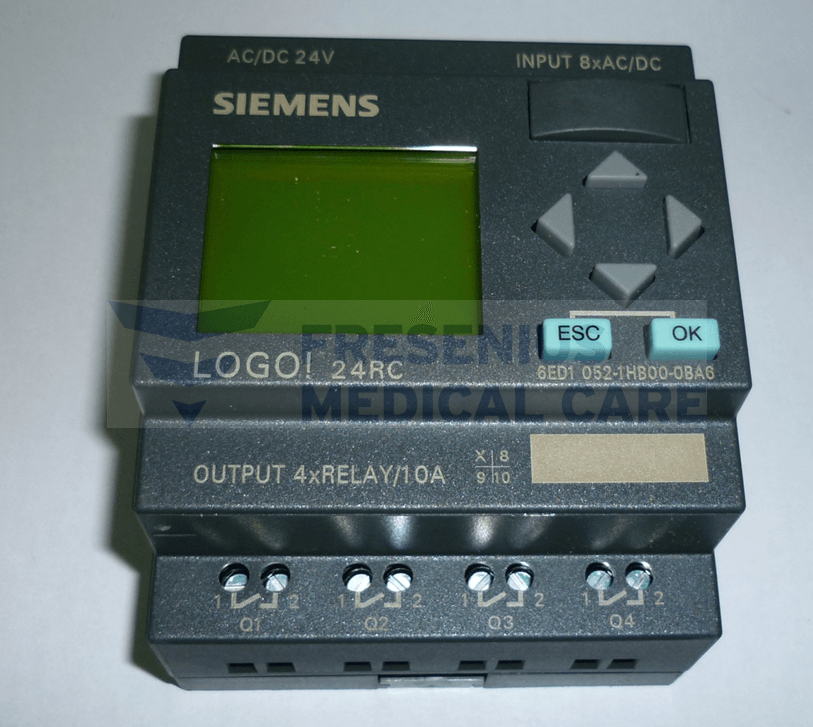 AC/DC 24V
INPUT 8xAC/DC
SIEMENS
ESC
OK
LOGO! 24RC
6ED1 052-1HB00-0BA6
FRESENIUS
MEDICAL CARE
OUTPUT 4xRELAY/10A
X 8
9 10
1 2 1 2 1 2 1 2
Q1 Q2 Q3 Q4